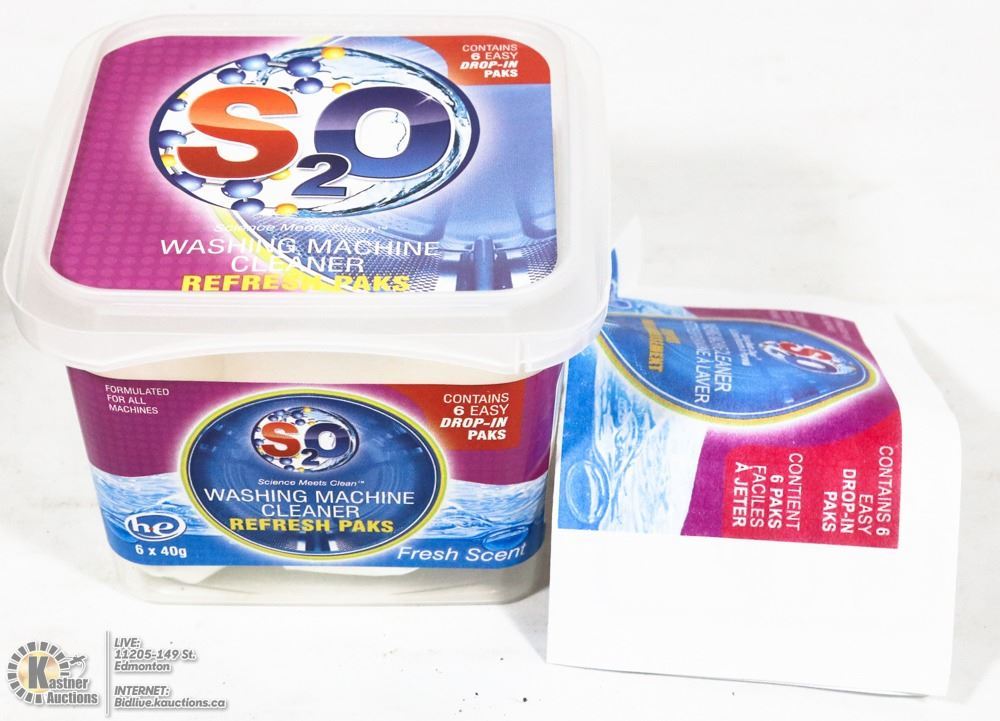 CONTAINS
6 EASY
DROP-IN
PAKS
S2O
Science Meets Clean™
WASHING MACHINE
CLEANER
REFRESH PAKS
FORMULATED
FOR ALL
MACHINES
CONTAINS
6 EASY
DROP-IN
PAKS
S2O
Science Meets Clean™
WASHING MACHINE
CLEANER
REFRESH PAKS
he
6 x 40g
Fresh Scent
S2O
CLEANER
À LAVER
CONTAINS 6
EASY
DROP-IN
PAKS
CONTIENT
6 PAKS
FACILES
À JETER
Kastner
Auctions
LIVE:
11205-149 St.
Edmonton
INTERNET:
Bidlive.kauctions.ca